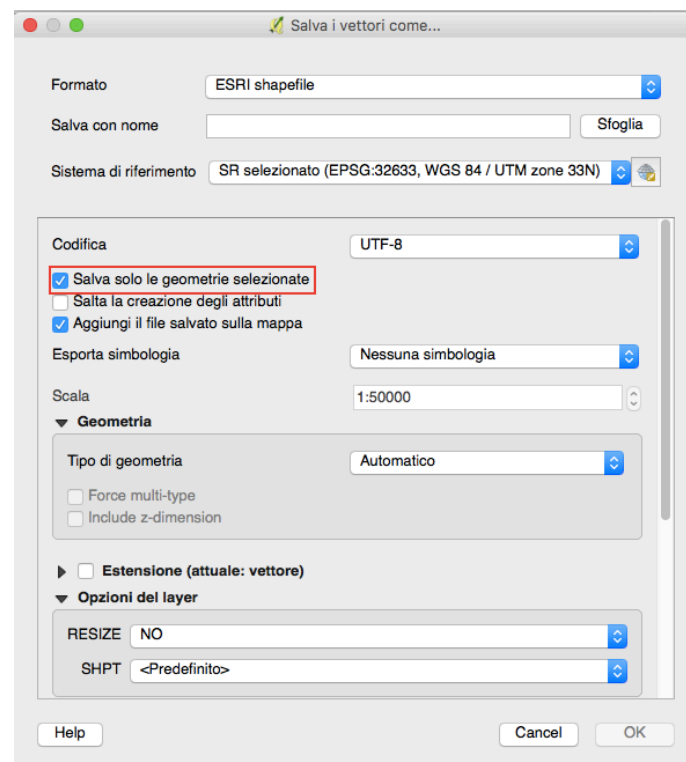 Salva i vettori come...
Formato ESRI shapefile
Salva con nome Sfoglia
Sistema di riferimento SR selezionato (EPSG:32633, WGS 84 / UTM zone 33N)
Codifica UTF-8
Salva solo le geometrie selezionate
Salta la creazione degli attributi
Aggiungi il file salvato sulla mappa
Esporta simbologia Nessuna simbologia
Scala 1:50000
Geometria
Tipo di geometria Automatico
Force multi-type
Include z-dimension
Estensione (attuale: vettore)
Opzioni del layer
RESIZE NO
SHPT <Predefinito>
Help Cancel OK